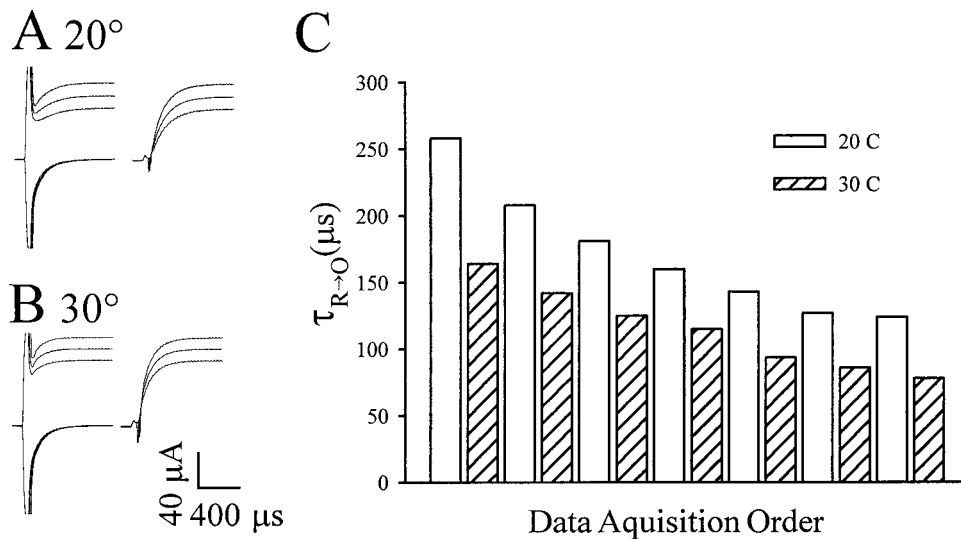 A 20°
B 30°
40 μA
400 μs
C
τR→O(μs)
300
250
200
150
100
50
0
20 C
30 C
Data Aquisition Order